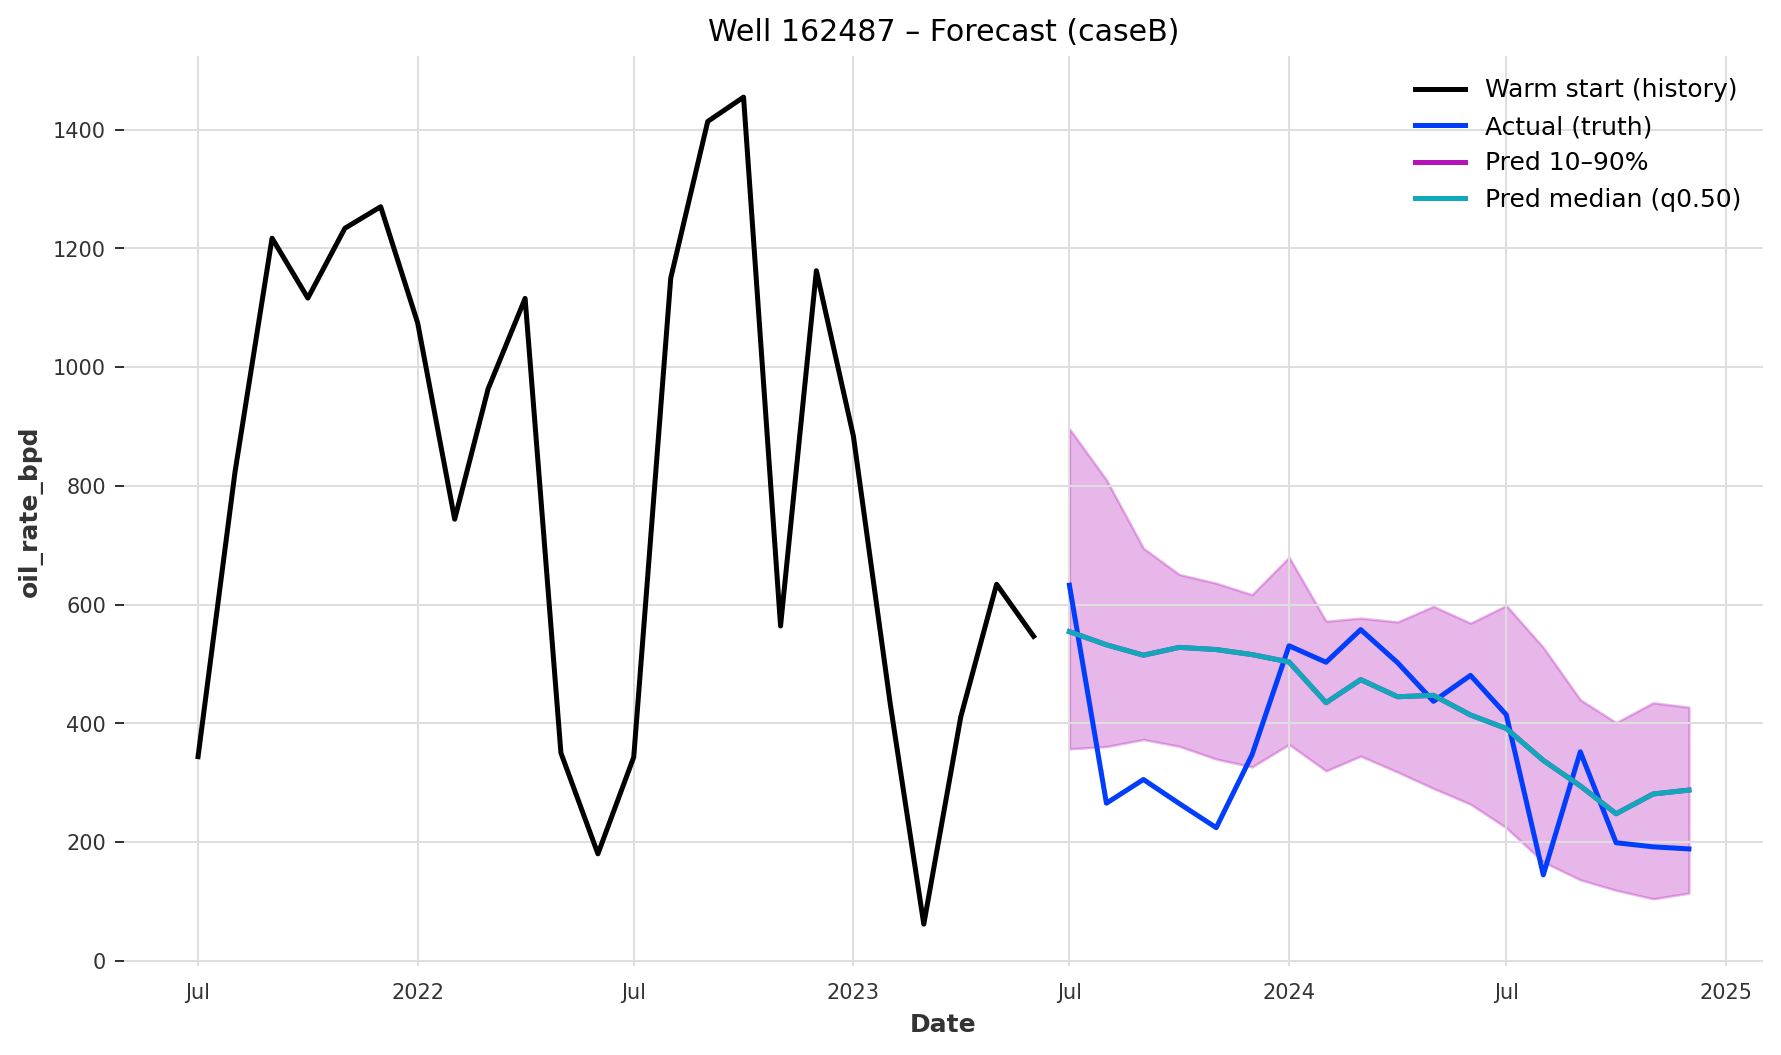 Well 162487 – Forecast (caseB)
Warm start (history)
Actual (truth)
Pred 10–90%
Pred median (q0.50)
oil_rate_bpd
1400
1200
1000
800
600
400
200
0
Jul 2022 Jul 2023 Jul 2024 Jul 2025
Date